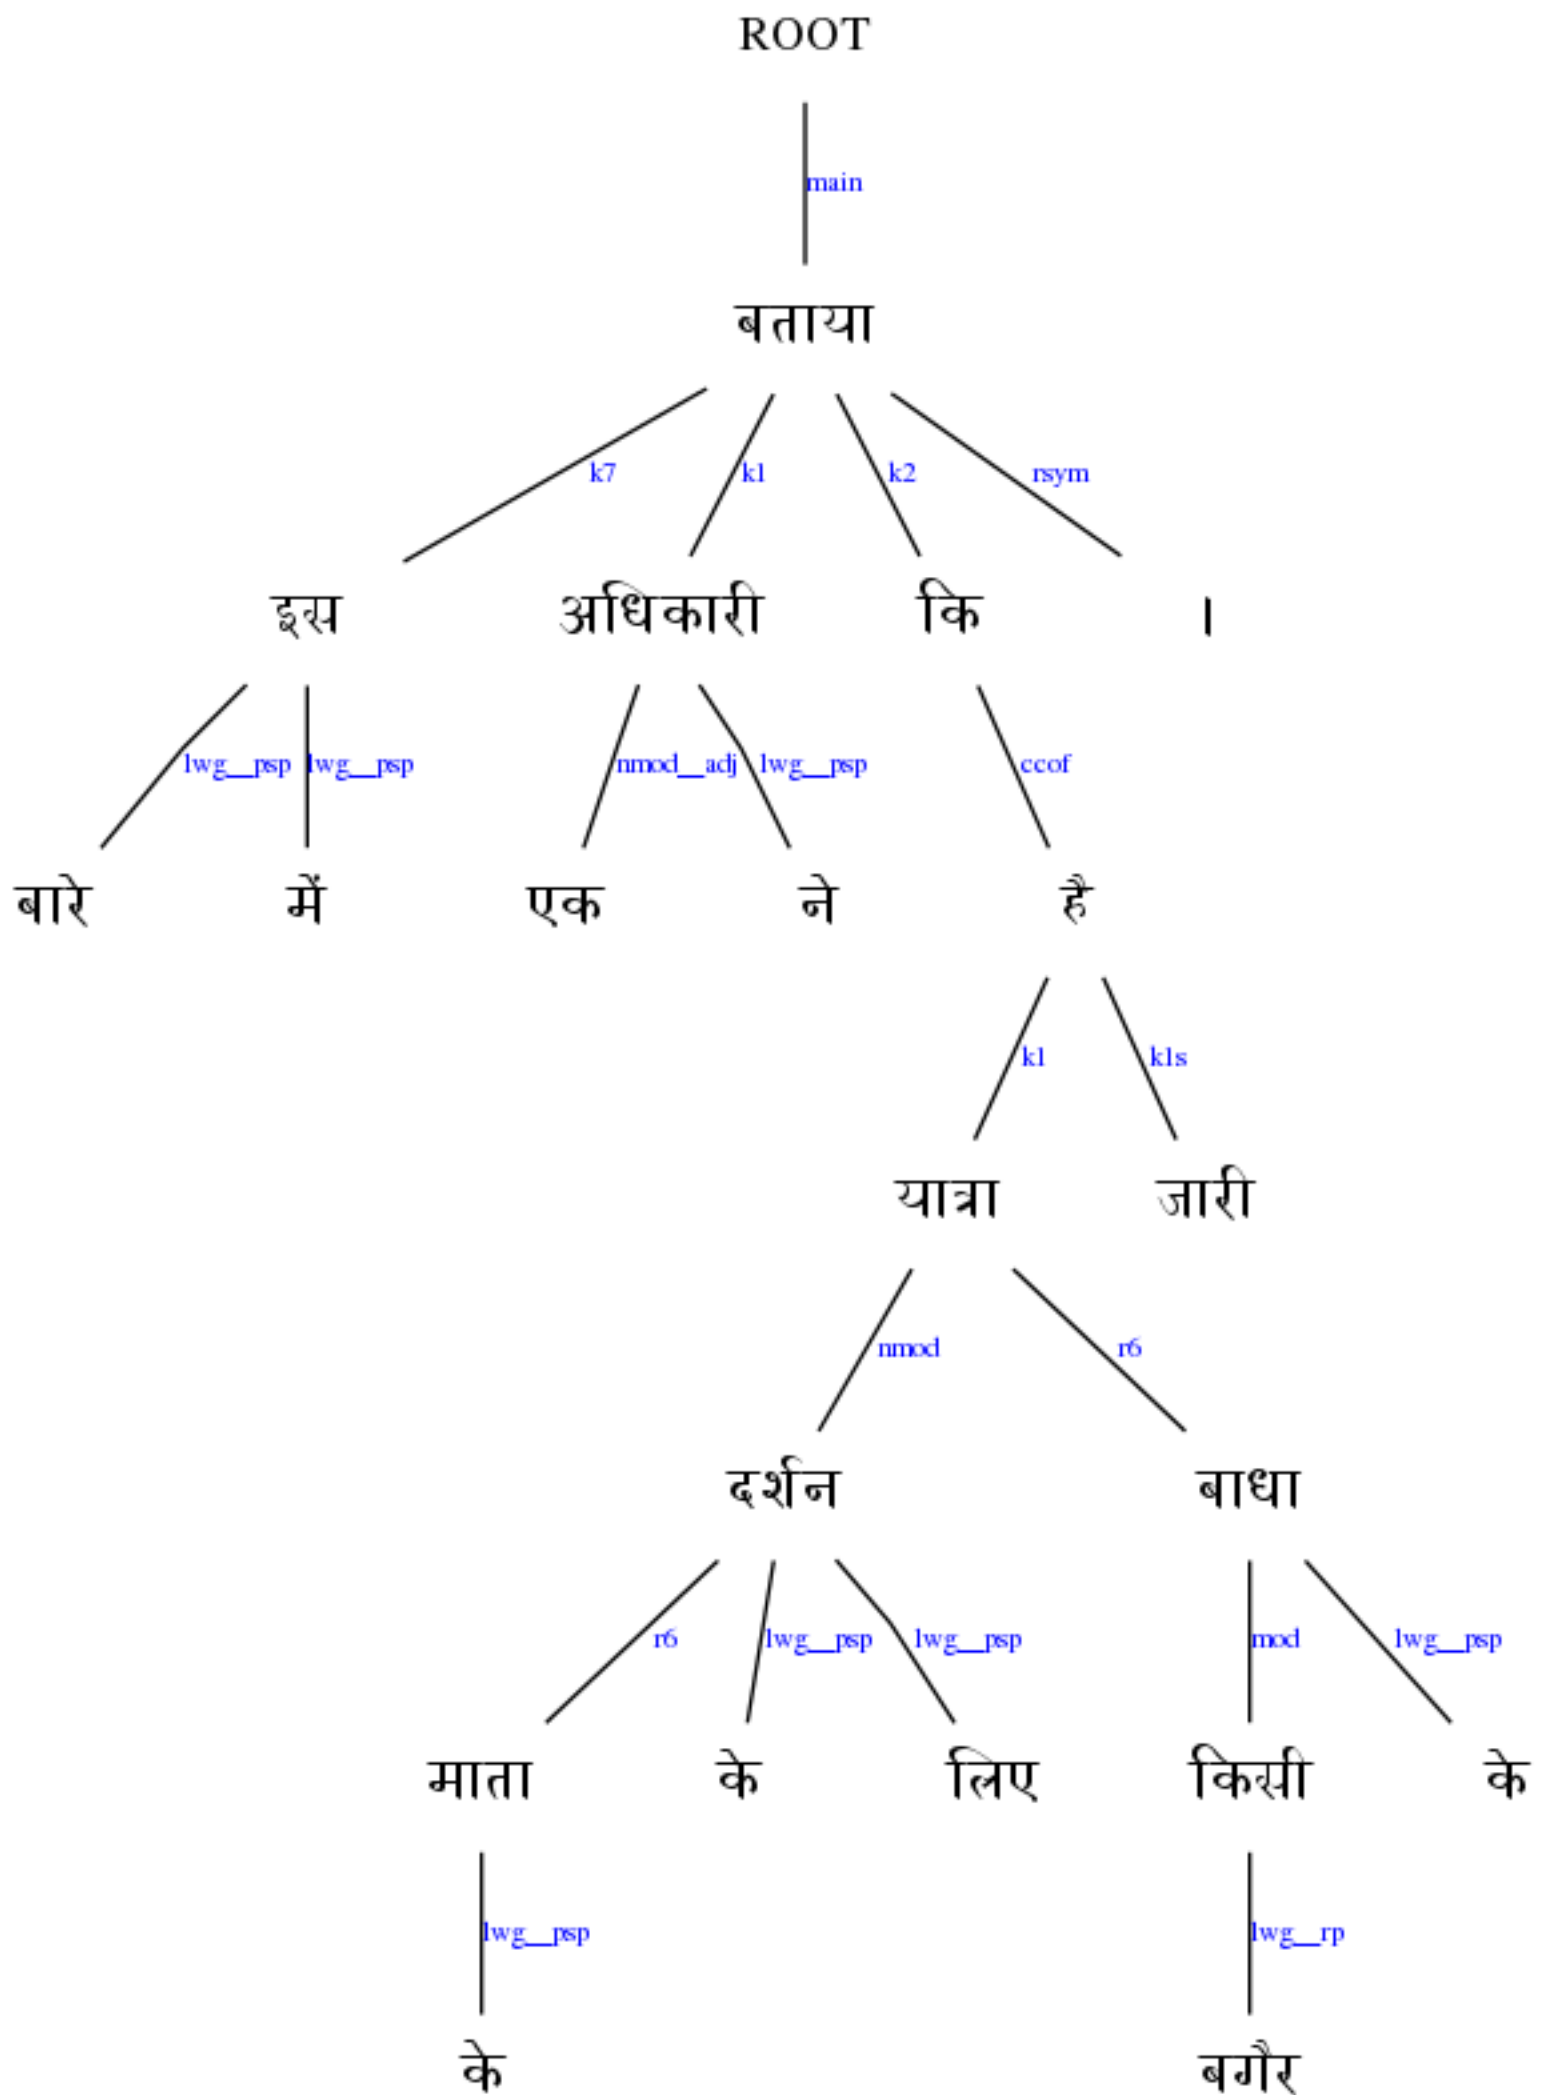 ROOT
main
बताया
k7 k1 k2 rsym
इस अधिकारी कि ।
lwg__psp lwg__psp nmod__adj lwg__psp ccof
बारे में एक ने है
k1 k1s
यात्रा जारी
nmod r6
दर्शन बाधा
r6 lwg__psp lwg__psp mod lwg__psp
माता के लिए किसी के
lwg__psp lwg__rp
के बगैर